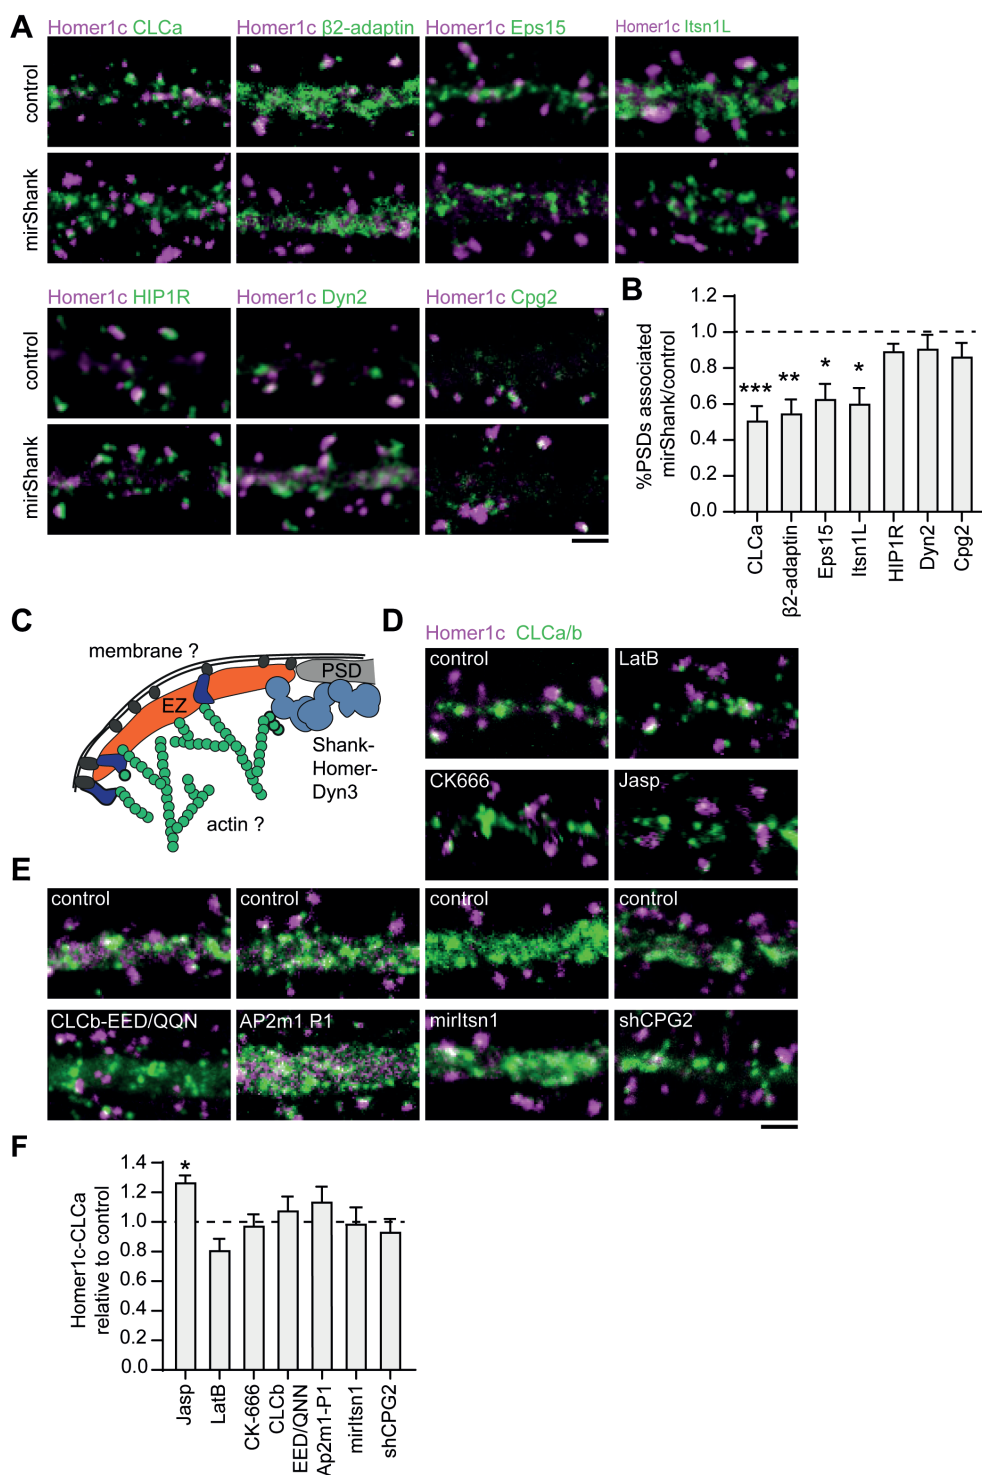 A
Homer1c CLCa
Homer1c β2-adaptin
Homer1c Eps15
Homer1c Itsn1L
control
mirShank
Homer1c HIP1R
Homer1c Dyn2
Homer1c Cpg2
control
mirShank
B
%PSDs associated
mirShank/control
1.2
1.0
0.8
0.6
0.4
0.2
0.0
***
**
*
*
CLCa
β2-adaptin
Eps15
Itsn1L
HIP1R
Dyn2
Cpg2
C
membrane ?
EZ
PSD
Shank-
Homer-
Dyn3
actin ?
D
Homer1c CLCa/b
control
LatB
CK666
Jasp
E
control
control
control
control
CLCb-EED/QQN
AP2m1 P1
mirItsn1
shCPG2
F
Homer1c-CLCa
relative to control
1.4
1.2
1.0
0.8
0.6
0.4
0.2
0.0
*
Jasp
LatB
CK-666
CLCb
EED/QNN
Ap2m1-P1
mirItsn1
shCPG2